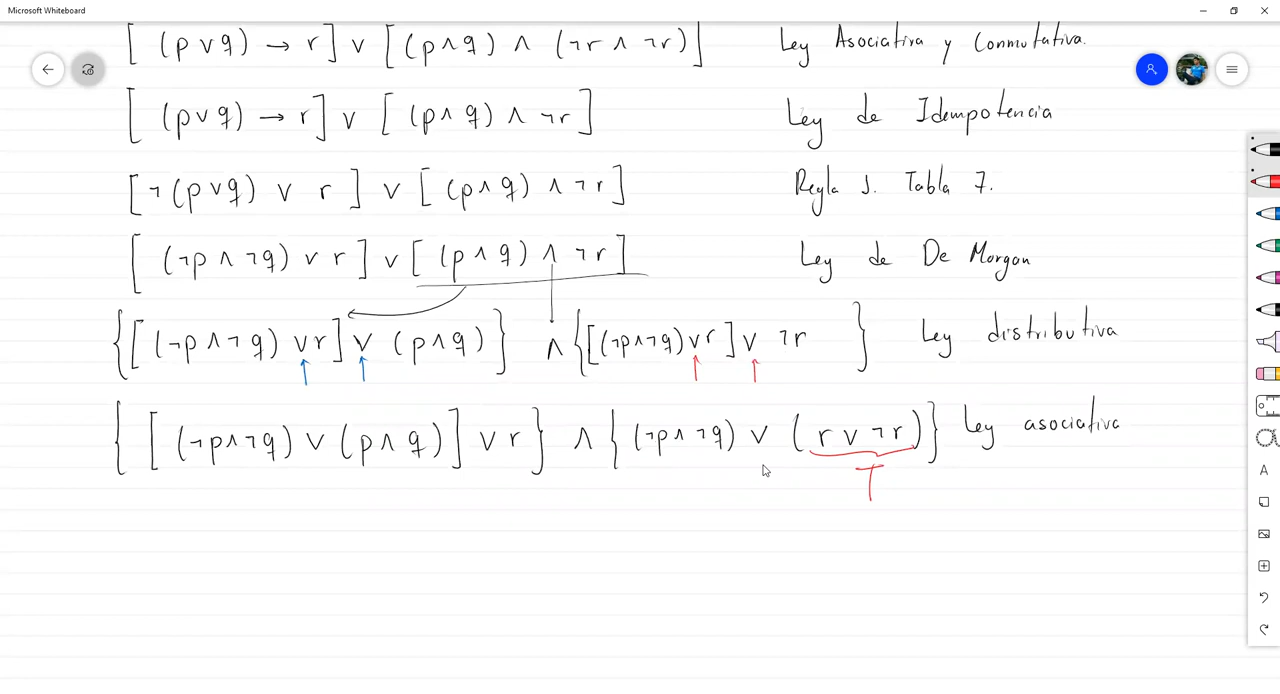 Microsoft Whiteboard
[ (p ∨ q) → r ] ∨ [ (p ∧ q) ∧ (¬r ∧ ¬r) ] Ley Asociativa y Conmutativa.
[ (p ∨ q) → r ] ∨ [ (p ∧ q) ∧ ¬r ] Ley de Idempotencia
[ ¬(p ∨ q) ∨ r ] ∨ [ (p ∧ q) ∧ ¬r ] Regla 1. Tabla 7.
[ (¬p ∧ ¬q) ∨ r ] ∨ [ (p ∧ q) ∧ ¬r ] Ley de De Morgan
{ [ (¬p ∧ ¬q) ∨ r ] ∨ (p ∧ q) } ∧ { [ (¬p ∧ ¬q) ∨ r ] ∨ ¬r } Ley distributiva
{ [ (¬p ∧ ¬q) ∨ (p ∧ q) ] ∨ r } ∧ { (¬p ∧ ¬q) ∨ (r ∨ ¬r) } Ley asociativa
T
A